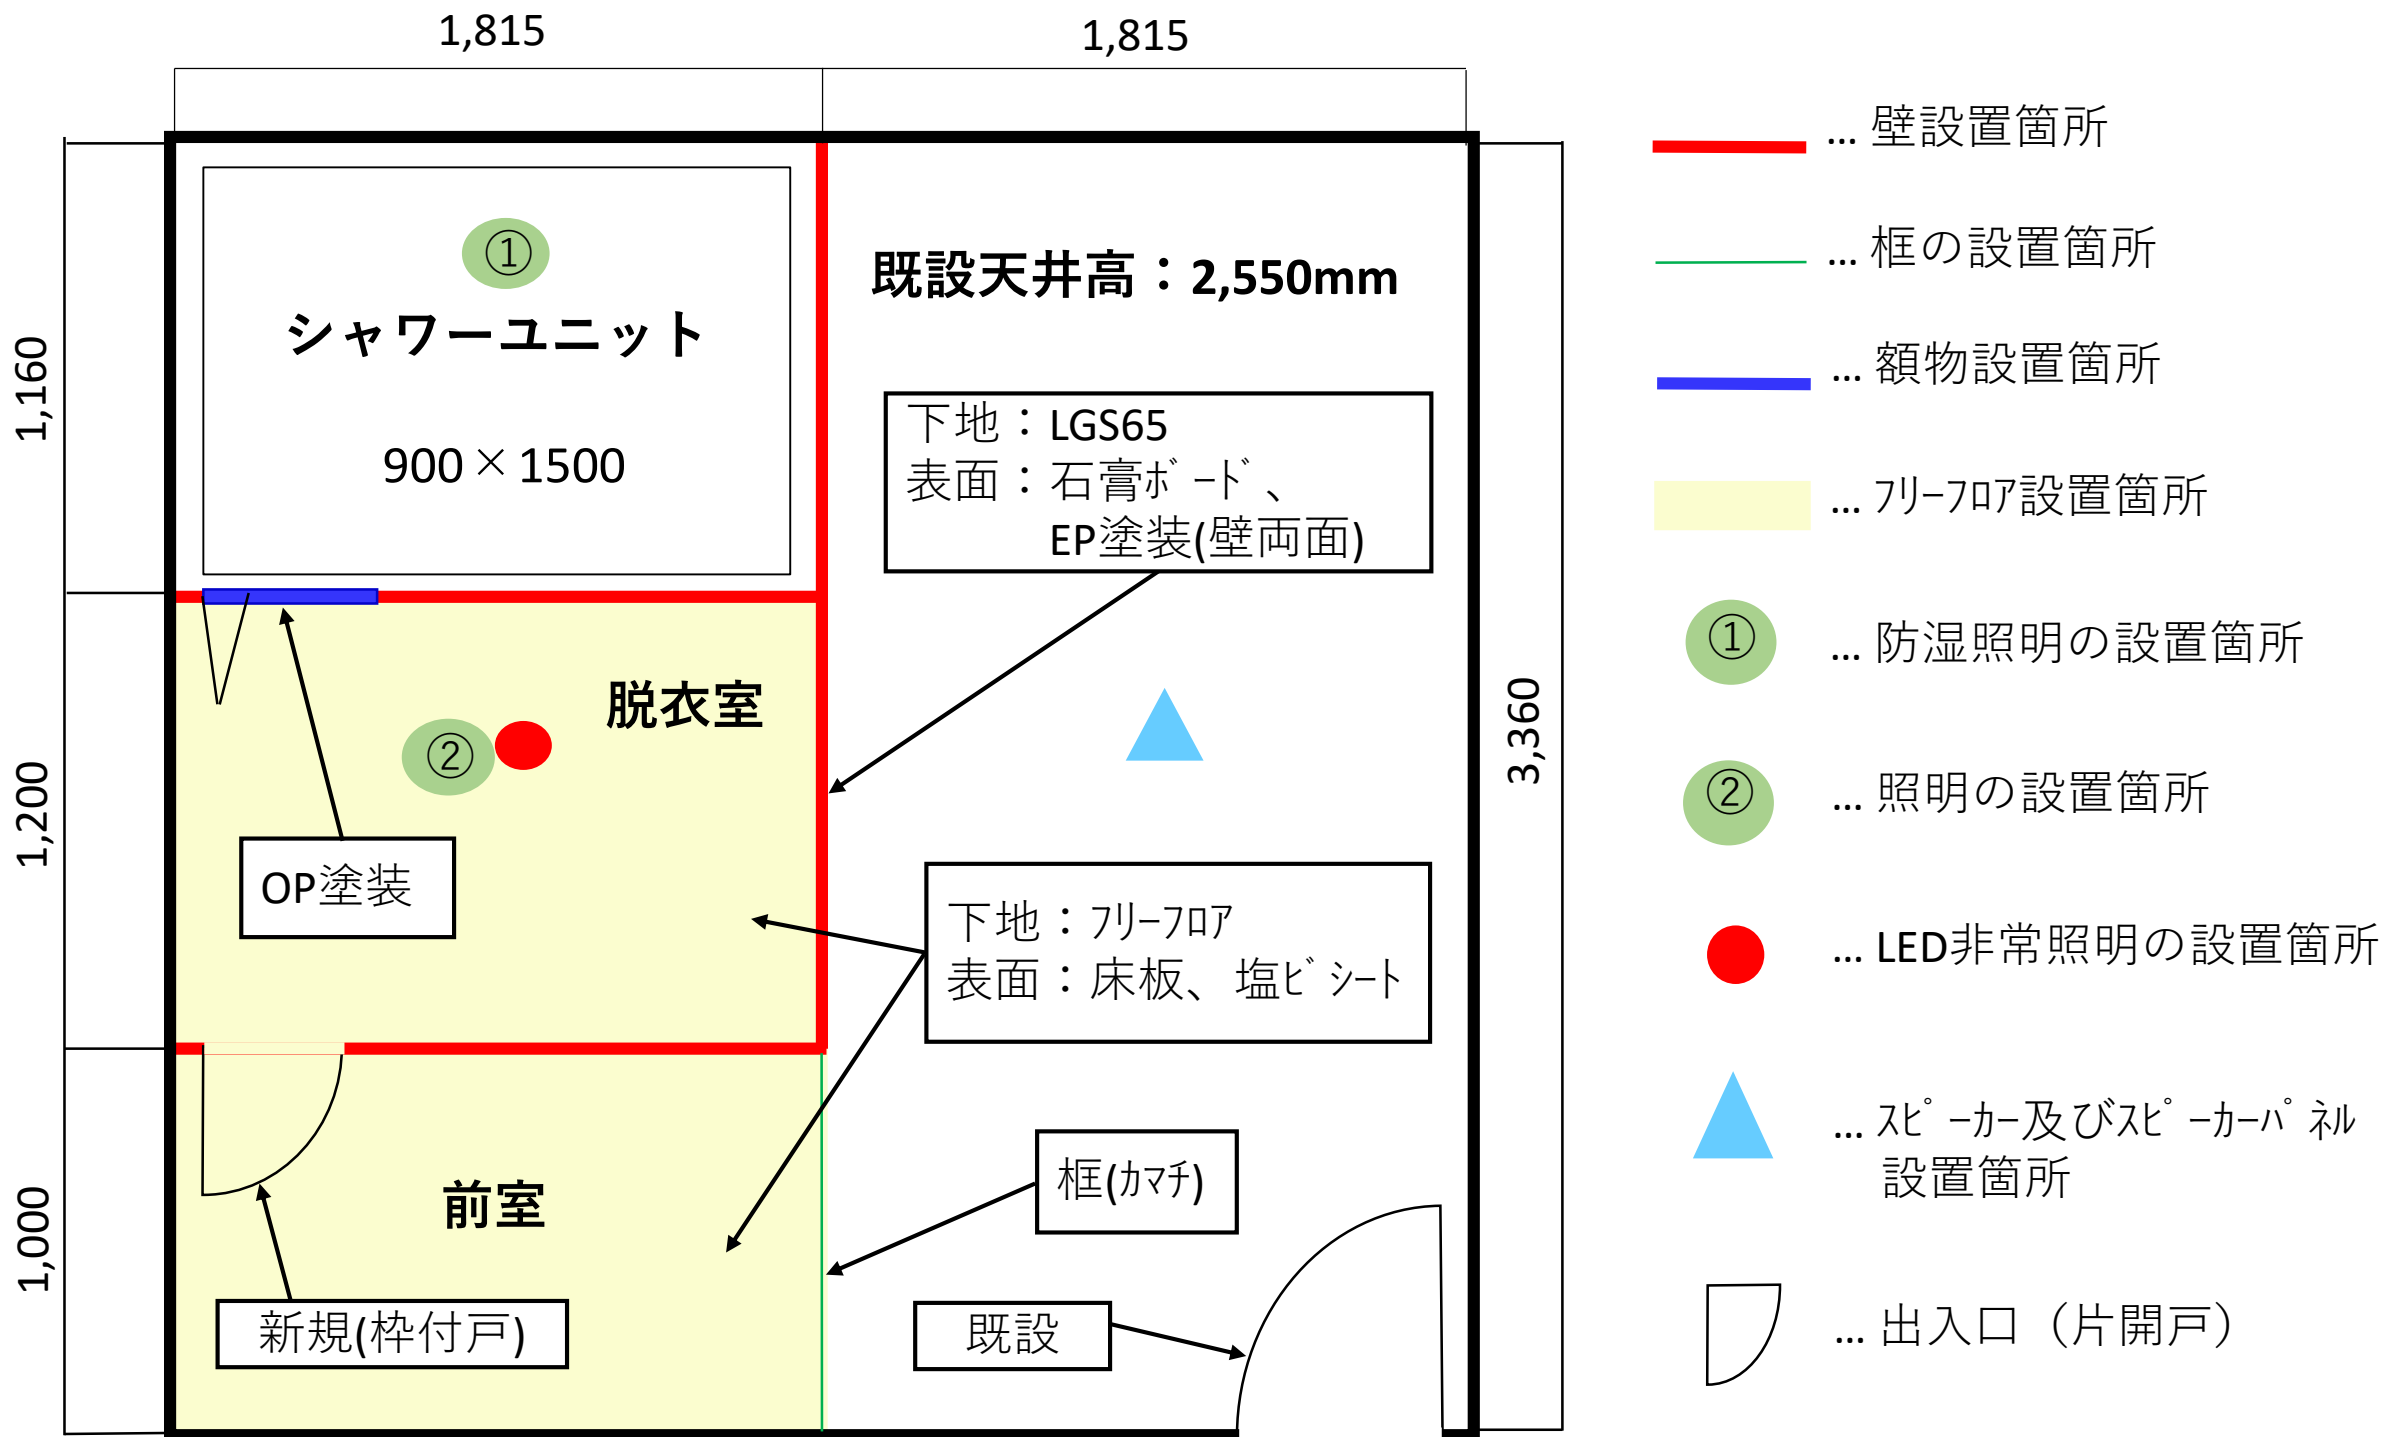 1,815
1,815
1,160
1,200
1,000
3,360
①
シャワーユニット
900×1500
既設天井高：2,550mm
下地：LGS65
表面：石膏ﾎﾞｰﾄﾞ、
EP塗装(壁両面)
脱衣室
②
OP塗装
下地：ﾌﾘｰﾌﾛｱ
表面：床板、塩ﾋﾞｼｰﾄ
前室
框(ｶﾏﾁ)
新規(枠付戸)
既設
… 壁設置箇所
… 框の設置箇所
… 額物設置箇所
… ﾌﾘｰﾌﾛｱ設置箇所
① … 防湿照明の設置箇所
② … 照明の設置箇所
… LED非常照明の設置箇所
… ｽﾋﾟｰｶｰ及びｽﾋﾟｰｶｰﾊﾟﾈﾙ
設置箇所
… 出入口（片開戸）